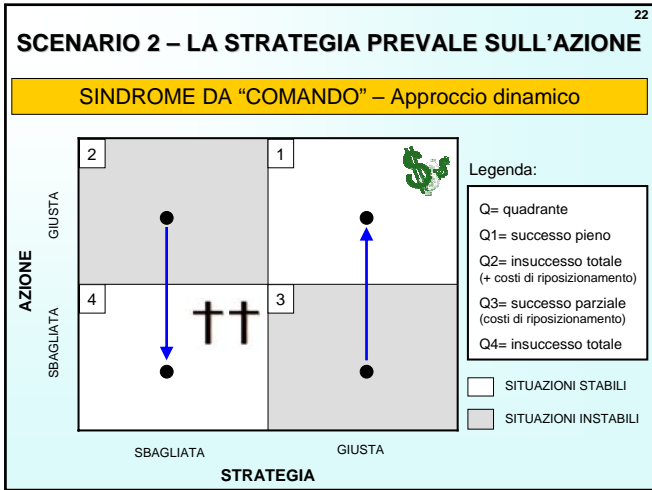 22
SCENARIO 2 – LA STRATEGIA PREVALE SULL'AZIONE
SINDROME DA “COMANDO” – Approccio dinamico
2
1
$$$
4
3
AZIONE
GIUSTA
SBAGLIATA
SBAGLIATA
GIUSTA
STRATEGIA
Legenda:
Q= quadrante
Q1= successo pieno
Q2= insuccesso totale
(+ costi di riposizionamento)
Q3= successo parziale
(costi di riposizionamento)
Q4= insuccesso totale
SITUAZIONI STABILI
SITUAZIONI INSTABILI